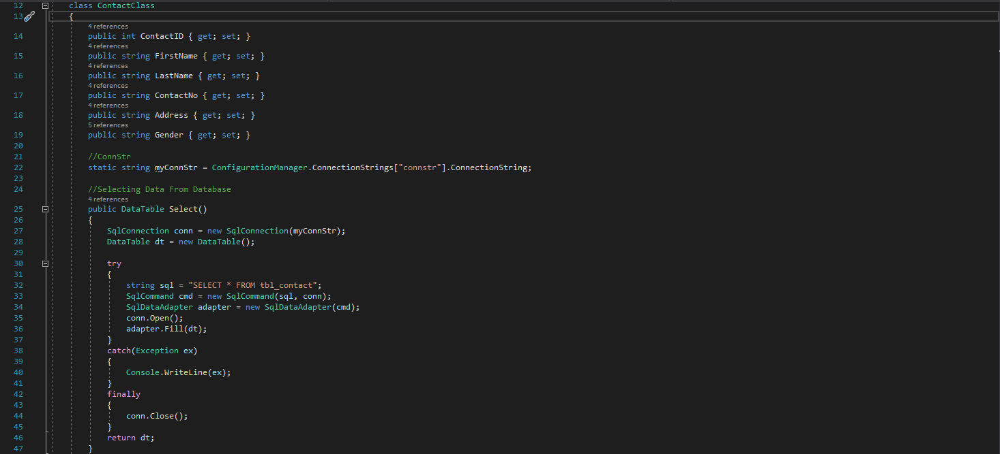 12 class ContactClass
13 {
4 references
14 public int ContactID { get; set; }
4 references
15 public string FirstName { get; set; }
4 references
16 public string LastName { get; set; }
4 references
17 public string ContactNo { get; set; }
4 references
18 public string Address { get; set; }
5 references
19 public string Gender { get; set; }
20
21 //ConnStr
22 static string myConnStr = ConfigurationManager.ConnectionStrings["connstr"].ConnectionString;
23
24 //Selecting Data From Database
4 references
25 public DataTable Select()
26 {
27 SqlConnection conn = new SqlConnection(myConnStr);
28 DataTable dt = new DataTable();
29
30 try
31 {
32 string sql = "SELECT * FROM tbl_contact";
33 SqlCommand cmd = new SqlCommand(sql, conn);
34 SqlDataAdapter adapter = new SqlDataAdapter(cmd);
35 conn.Open();
36 adapter.Fill(dt);
37 }
38 catch(Exception ex)
39 {
40 Console.WriteLine(ex);
41 }
42 finally
43 {
44 conn.Close();
45 }
46 return dt;
47 }